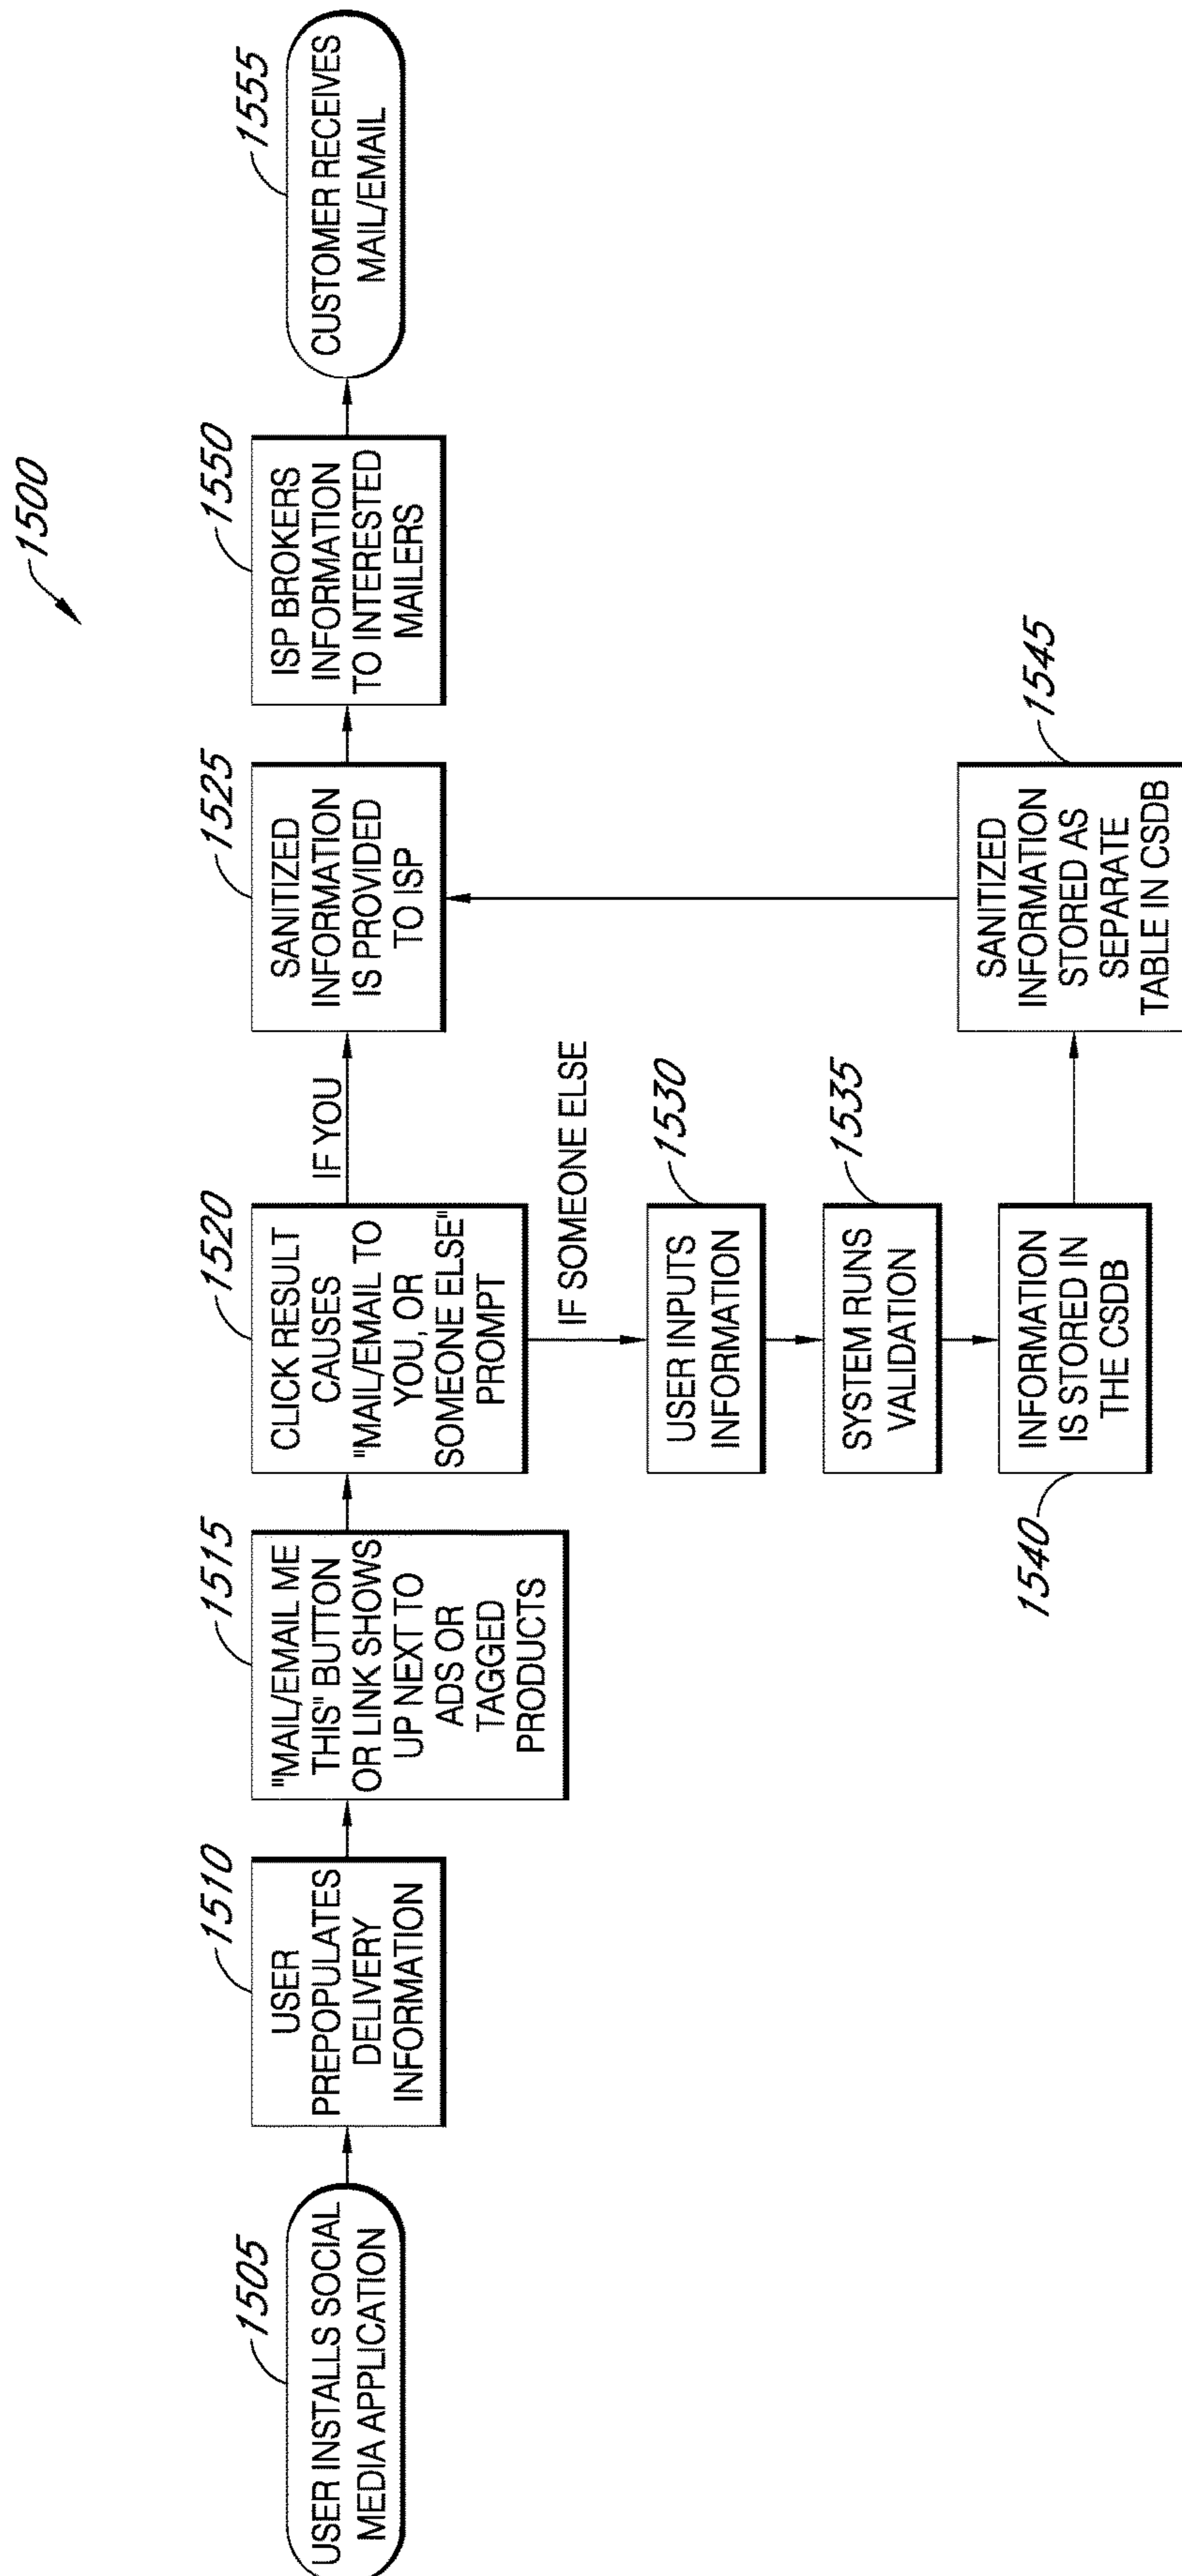 1500
1505
USER INSTALLS SOCIAL
MEDIA APPLICATION
1510
USER
PREPOPULATES
DELIVERY
INFORMATION
1515
"MAIL/EMAIL ME
THIS" BUTTON
OR LINK SHOWS
UP NEXT TO
ADS OR
TAGGED
PRODUCTS
1520
CLICK RESULT
CAUSES
"MAIL/EMAIL TO
YOU, OR
SOMEONE ELSE"
PROMPT
IF YOU
1525
SANITIZED
INFORMATION
IS PROVIDED
TO ISP
1550
ISP BROKERS
INFORMATION
TO INTERESTED
MAILERS
1555
CUSTOMER RECEIVES
MAIL/EMAIL
IF SOMEONE ELSE
1530
USER INPUTS
INFORMATION
1535
SYSTEM RUNS
VALIDATION
1540
INFORMATION
IS STORED IN
THE CSDB
1545
SANITIZED
INFORMATION
STORED AS
SEPARATE
TABLE IN CSDB